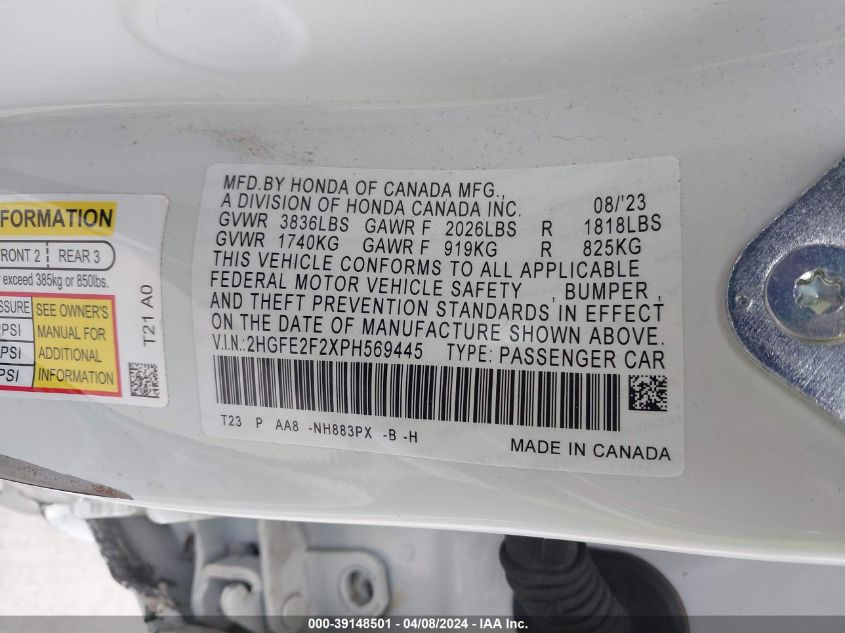 FORMATION
FRONT 2 | REAR 3
exceed 385kg or 850lbs.
SSURE SEE OWNER'S
PSI MANUAL FOR
PSI ADDITIONAL
PSI INFORMATION
T21 A0
MFD.BY HONDA OF CANADA MFG.,
A DIVISION OF HONDA CANADA INC. 08/'23
GVWR 3836LBS GAWR F 2026LBS R 1818LBS
GVWR 1740KG GAWR F 919KG R 825KG
THIS VEHICLE CONFORMS TO ALL APPLICABLE
FEDERAL MOTOR VEHICLE SAFETY , BUMPER ,
AND THEFT PREVENTION STANDARDS IN EFFECT
ON THE DATE OF MANUFACTURE SHOWN ABOVE.
V.I.N.:2HGFE2F2XPH569445 TYPE: PASSENGER CAR
T23 P AA8 -NH883PX -B -H
MADE IN CANADA
000-39148501 - 04/08/2024 - IAAI Inc.